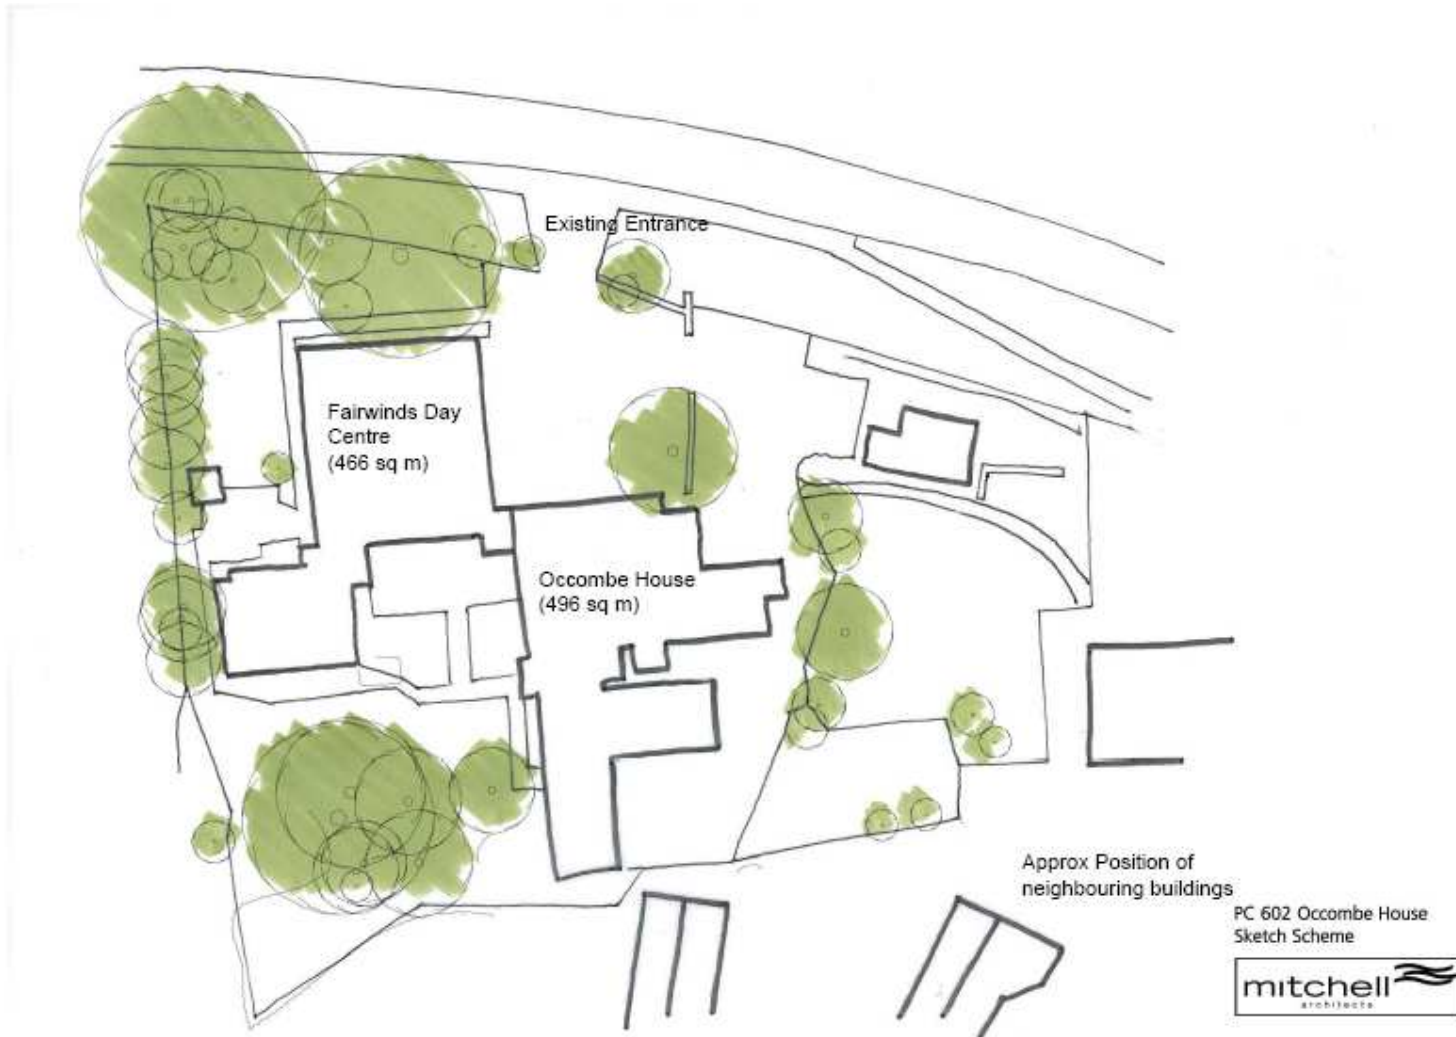 Existing Entrance
Fairwinds Day
Centre
(466 sq m)
Occombe House
(496 sq m)
Approx Position of
neighbouring buildings
PC 602 Occombe House
Sketch Scheme
mitchell
architects